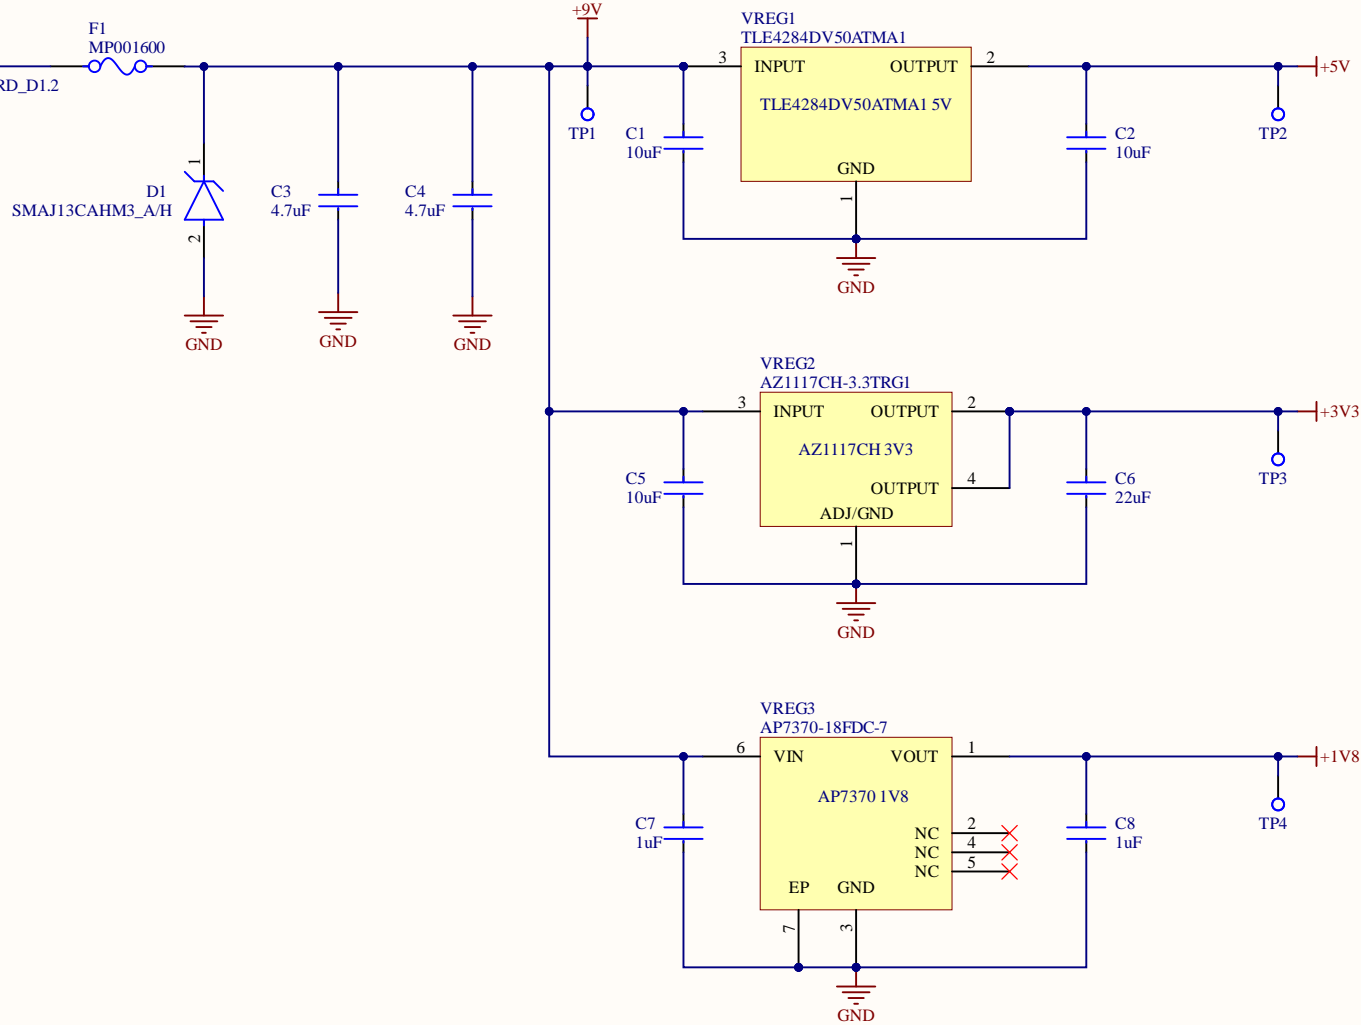 +9V
F1
MP001600
RD_D1.2
TP1
D1
SMAJ13CAHM3_A/H
1
2
GND
C3
4.7uF
GND
C4
4.7uF
GND
VREG1
TLE4284DV50ATMA1
3
INPUT
OUTPUT
2
TLE4284DV50ATMA1 5V
GND
1
C1
10uF
C2
10uF
+5V
TP2
GND
VREG2
AZ1117CH-3.3TRG1
3
INPUT
OUTPUT
2
AZ1117CH 3V3
OUTPUT
4
ADJ/GND
1
C5
10uF
C6
22uF
+3V3
TP3
GND
VREG3
AP7370-18FDC-7
6
VIN
VOUT
1
AP7370 1V8
NC
2
NC
4
NC
5
EP
GND
7
3
C7
1uF
C8
1uF
+1V8
TP4
GND